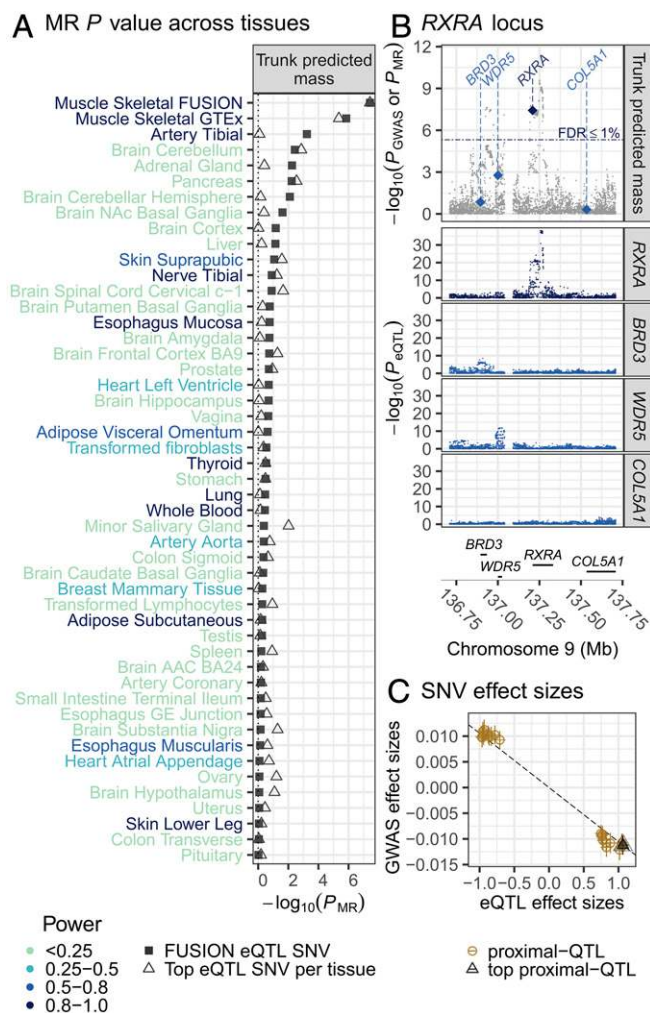 A MR P value across tissues
Trunk predicted
mass
Muscle Skeletal FUSION
Muscle Skeletal GTEx
Artery Tibial
Brain Cerebellum
Adrenal Gland
Pancreas
Brain Cerebellar Hemisphere
Brain NAc Basal Ganglia
Brain Cortex
Liver
Skin Suprapubic
Nerve Tibial
Brain Spinal Cord Cervical c−1
Brain Putamen Basal Ganglia
Esophagus Mucosa
Brain Amygdala
Brain Frontal Cortex BA9
Prostate
Heart Left Ventricle
Brain Hippocampus
Vagina
Adipose Visceral Omentum
Transformed fibroblasts
Thyroid
Stomach
Lung
Whole Blood
Minor Salivary Gland
Artery Aorta
Colon Sigmoid
Brain Caudate Basal Ganglia
Breast Mammary Tissue
Transformed Lymphocytes
Adipose Subcutaneous
Testis
Spleen
Brain AAC BA24
Artery Coronary
Small Intestine Terminal Ileum
Esophagus GE Junction
Brain Substantia Nigra
Esophagus Muscularis
Heart Atrial Appendage
Ovary
Brain Hypothalamus
Uterus
Skin Lower Leg
Colon Transverse
Pituitary
0 2 4 6
−log10(PMR)
Power
<0.25
0.25−0.5
0.5−0.8
0.8−1.0
FUSION eQTL SNV
Top eQTL SNV per tissue
B RXRA locus
−log10(PGWAS or PMR)
12
9
6
3
0
BRD3
WDR5
RXRA
COL5A1
FDR ≤ 1%
Trunk predicted
mass
−log10(PeQTL)
30
20
10
0
RXRA
30
20
10
0
BRD3
30
20
10
0
WDR5
30
20
10
0
COL5A1
BRD3
WDR5
RXRA
COL5A1
136.75
137.00
137.25
137.50
137.75
Chromosome 9 (Mb)
C SNV effect sizes
GWAS effect sizes
0.010
0.005
0.000
−0.005
−0.010
−0.015
−1.0 −0.5 0.0 0.5 1.0
eQTL effect sizes
proximal−QTL
top proximal−QTL